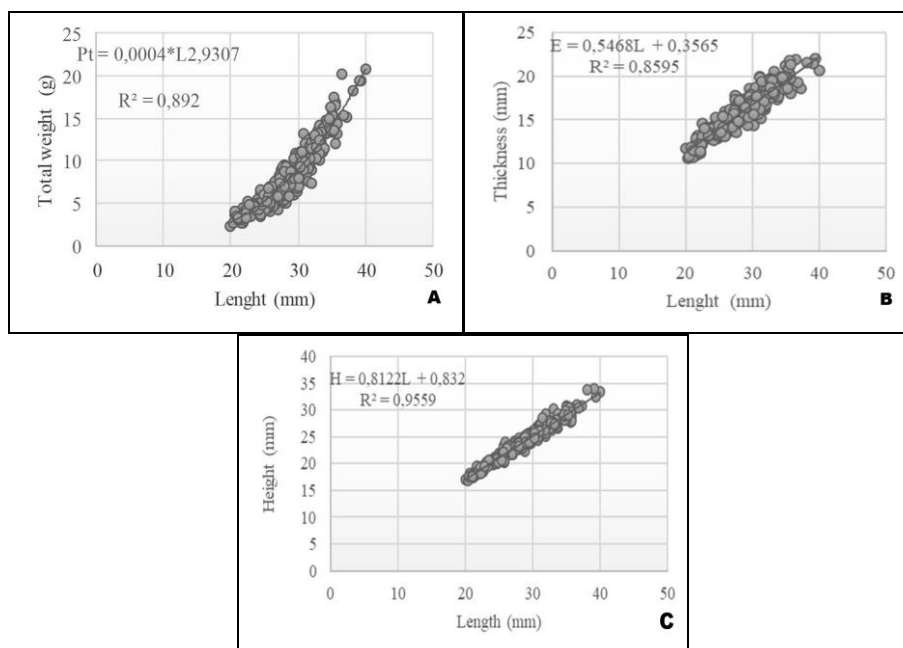 25
20
15
10
5
0
Total weight (g)
Pt = 0,0004*L2,9307
R² = 0,892
0 10 20 30 40 50
Lenght (mm)
A
25
20
15
10
5
0
Thickness (mm)
E = 0,5468L + 0,3565
R² = 0,8595
0 10 20 30 40 50
Lenght (mm)
B
40
35
30
25
20
15
10
5
0
Height (mm)
H = 0,8122L + 0,832
R² = 0,9559
0 10 20 30 40 50
Length (mm)
C